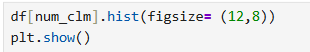 df[num_clm].hist(figsize= (12,8))
plt.show()